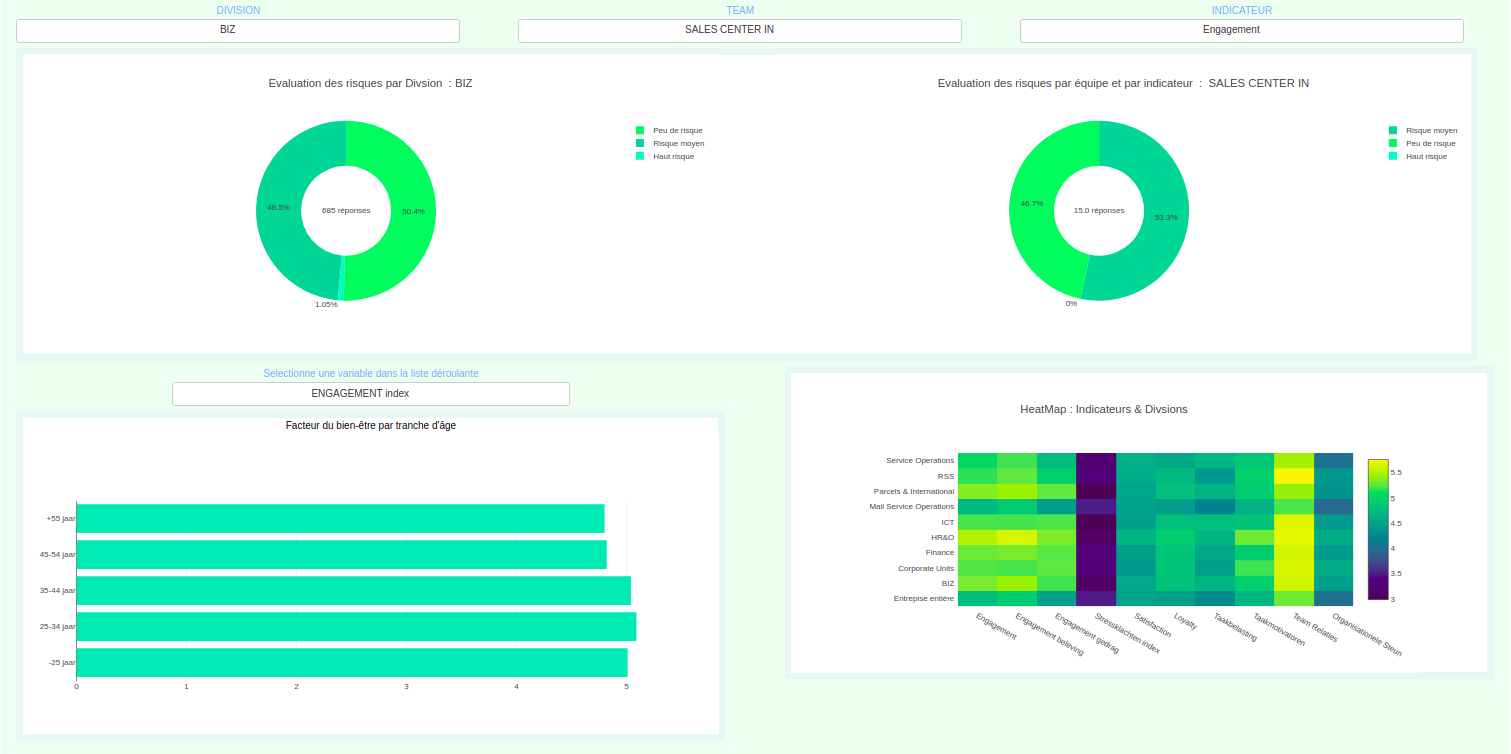 DIVISION
BIZ
TEAM
SALES CENTER IN
INDICATEUR
Engagement
Evaluation des risques par Divsion : BIZ
Peu de risque
Risque moyen
Haut risque
48.5%
685 réponses
50.4%
1.05%
Evaluation des risques par équipe et par indicateur : SALES CENTER IN
Risque moyen
Peu de risque
Haut risque
46.7%
15.0 réponses
53.3%
0%
Selectionne une variable dans la liste déroulante
ENGAGEMENT index
Facteur du bien-être par tranche d'âge
+55 jaar
45-54 jaar
35-44 jaar
25-34 jaar
-25 jaar
0 1 2 3 4 5
HeatMap : Indicateurs & Divsions
Service Operations
RSS
Parcels & International
Mail Service Operations
ICT
HR&O
Finance
Corporate Units
BIZ
Entrepise entière
Engagement
Engagement beleving
Engagement gedrag
Stressklachten index
Satisfaction
Loyalty
Taakbelasting
Taakmotivatoren
Team Relaties
Organisationele Steun
5.5
5
4.5
4
3.5
3